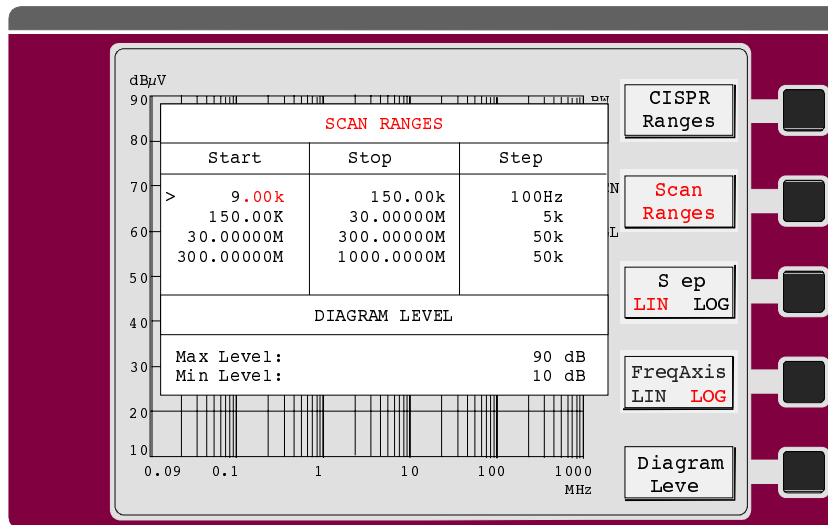 dBµV
90
80
70
60
50
40
30
20
10
0.09 0.1 1 10 100 1000
MHz
SCAN RANGES
Start Stop Step
> 9.00k 150.00k 100Hz
150.00K 30.00000M 5k
30.00000M 300.00000M 50k
300.00000M 1000.0000M 50k
DIAGRAM LEVEL
Max Level: 90 dB
Min Level: 10 dB
N
L
CISPR
Ranges
Scan
Ranges
S ep
LIN LOG
FreqAxis
LIN LOG
Diagram
Leve